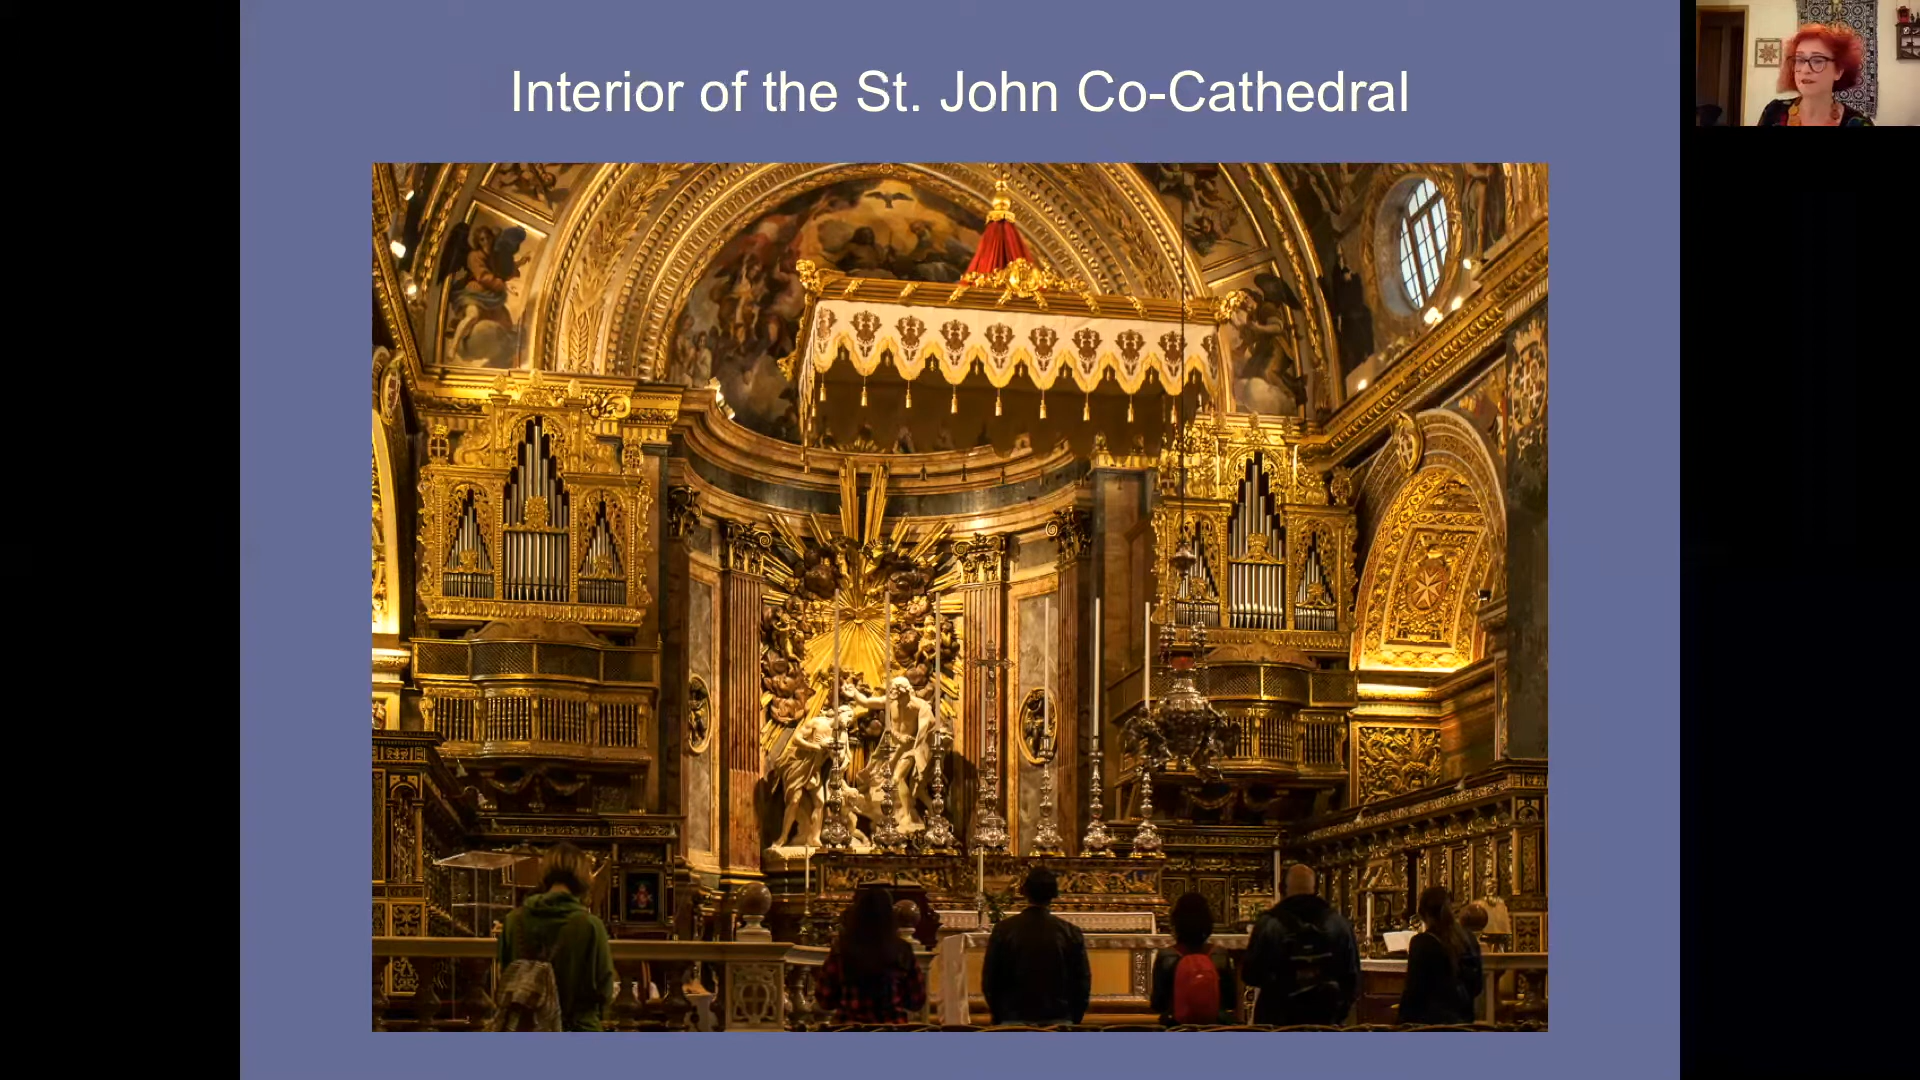 Interior of the St. John Co-Cathedral